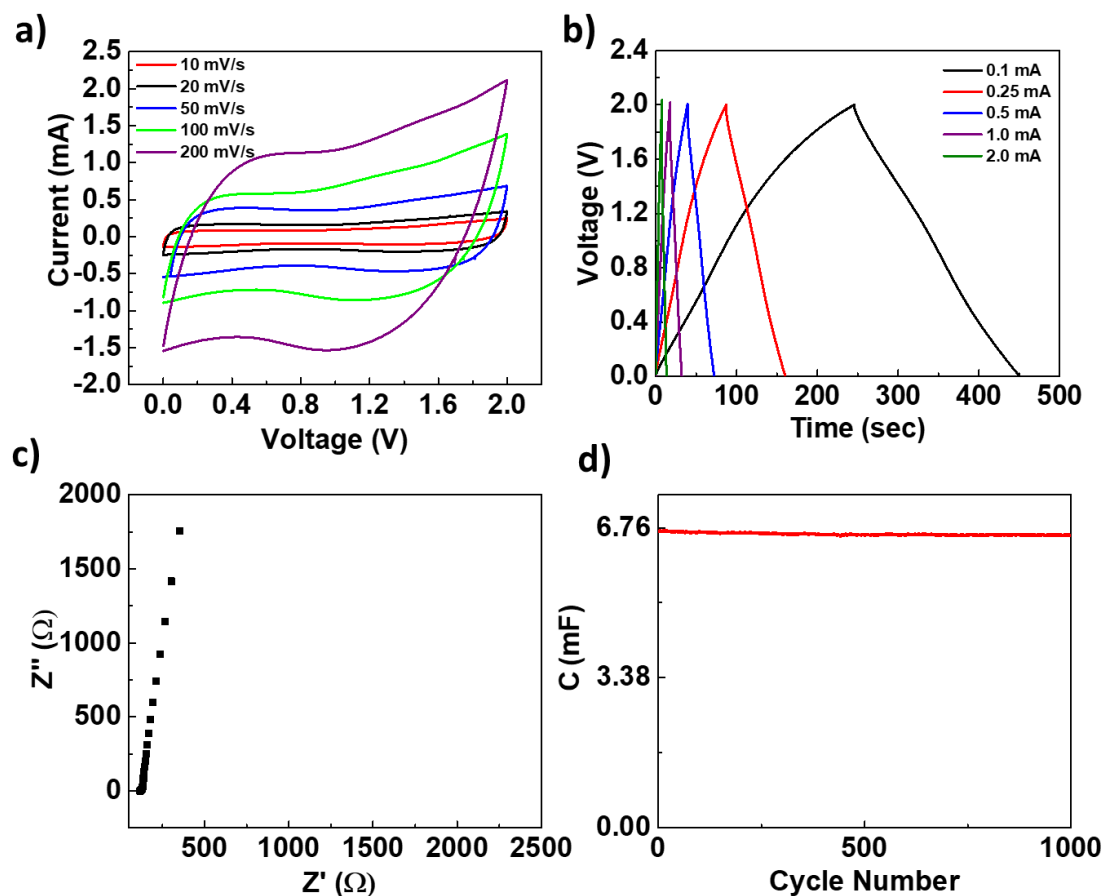 a)
2.5
2.0
1.5
1.0
0.5
0.0
-0.5
-1.0
-1.5
-2.0
Current (mA)
10 mV/s
20 mV/s
50 mV/s
100 mV/s
200 mV/s
0.0 0.4 0.8 1.2 1.6 2.0
Voltage (V)
b)
2.4
2.0
1.6
1.2
0.8
0.4
0.0
Voltage (V)
0.1 mA
0.25 mA
0.5 mA
1.0 mA
2.0 mA
0 100 200 300 400 500
Time (sec)
c)
2000
1500
1000
500
0
Z'' (Ω)
500 1000 1500 2000 2500
Z' (Ω)
d)
6.76
3.38
0.00
C (mF)
0 500 1000
Cycle Number